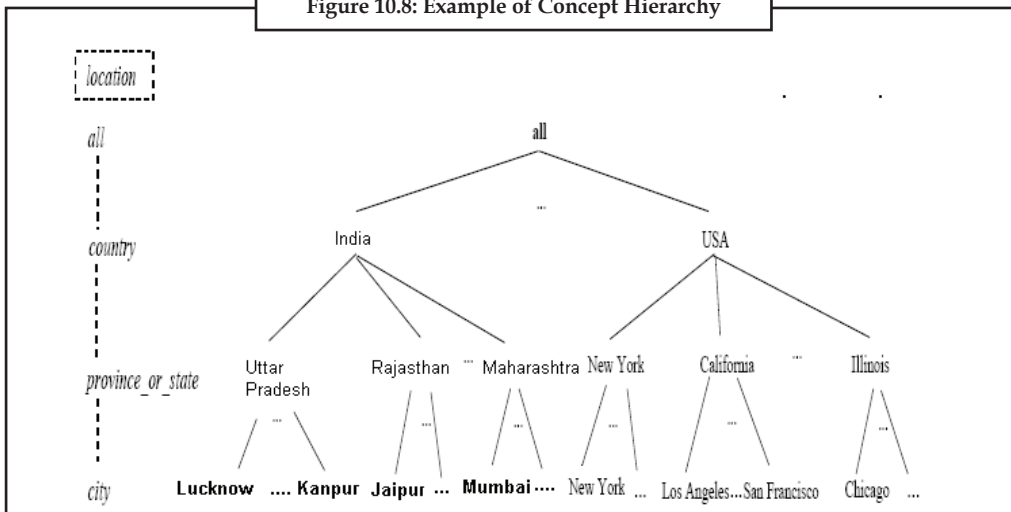 Figure 10.8: Example of Concept Hierarchy
location
all
all
...
country
India
USA
province_or_state
Uttar
Pradesh
Rajasthan
...
Maharashtra
New York
California
...
Illinois
... ... ... ... ... ...
city
Lucknow .... Kanpur Jaipur ... Mumbai .... New York ... Los Angeles...San Francisco Chicago ...